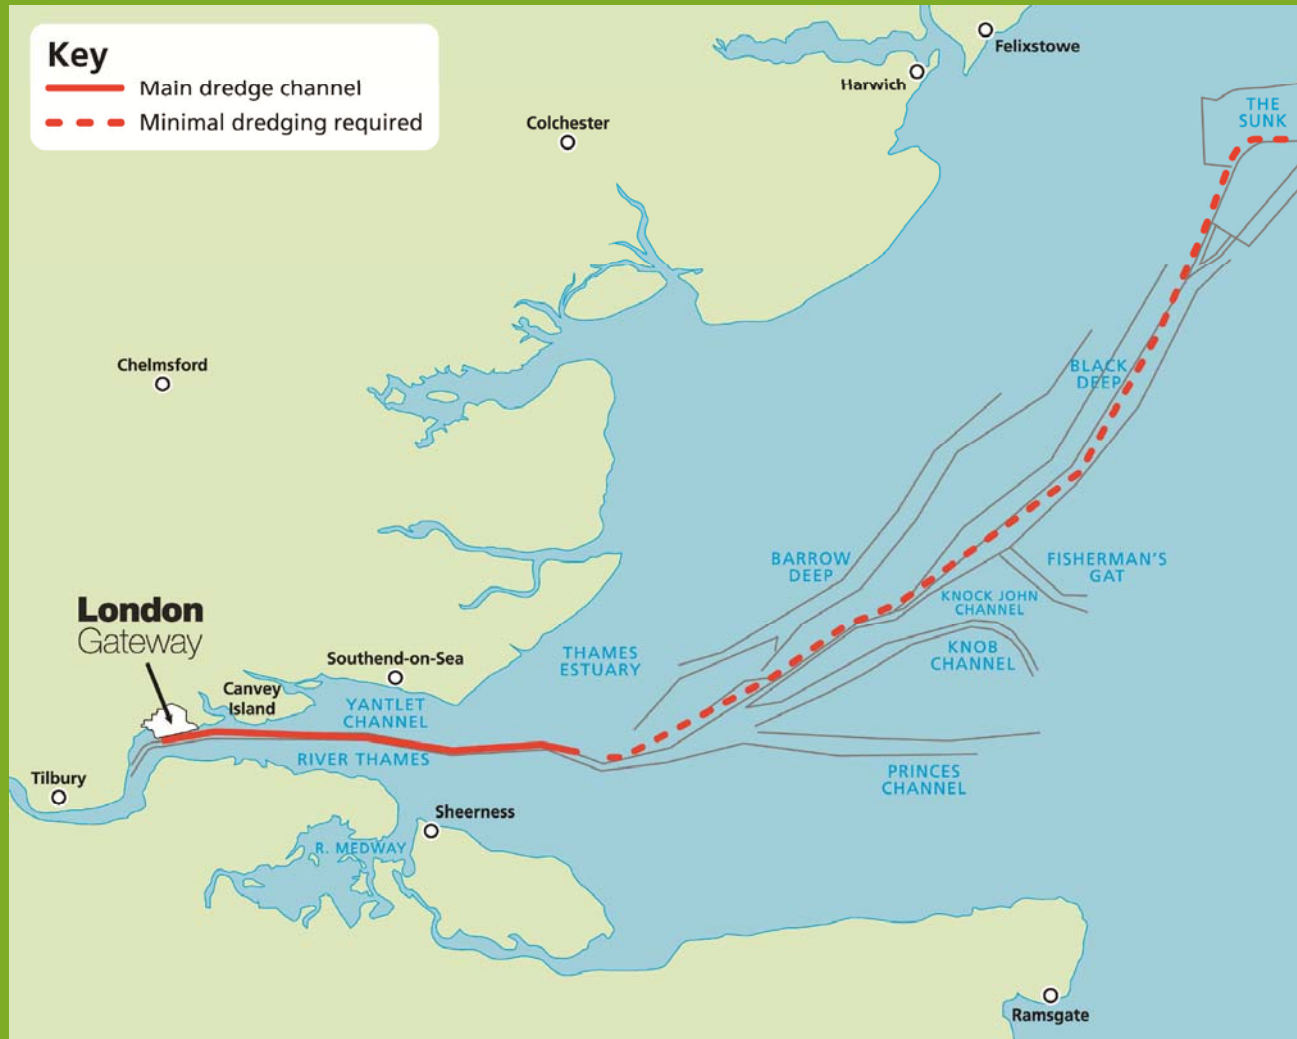 Key
Main dredge channel
Minimal dredging required
Felixstowe
Harwich
THE
SUNK
Colchester
Chelmsford
BLACK
DEEP
BARROW
DEEP
FISHERMAN'S
GAT
KNOCK JOHN
CHANNEL
London
Gateway
THAMES
ESTUARY
KNOB
CHANNEL
Southend-on-Sea
Canvey
Island
YANTLET
CHANNEL
RIVER THAMES
Tilbury
PRINCES
CHANNEL
Sheerness
R. MEDWAY
Ramsgate